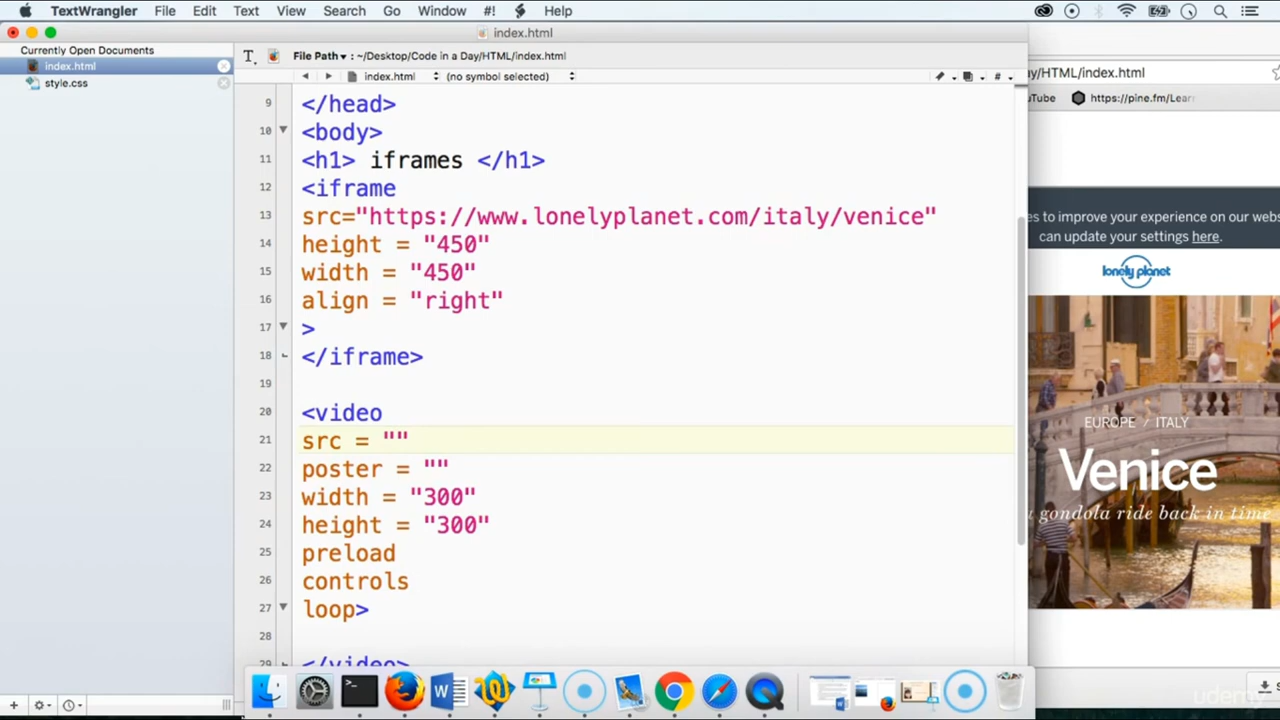 TextWrangler File Edit Text View Search Go Window #! Help
index.html
Currently Open Documents
index.html
style.css
File Path ▾ : ~/Desktop/Code in a Day/HTML/index.html
index.html (no symbol selected)
ay/HTML/index.html
uTube https://pine.fm/Lear
9 </head>
10 <body>
11 <h1> iframes </h1>
12 <iframe
13 src="https://www.lonelyplanet.com/italy/venice"
14 height = "450"
15 width = "450"
16 align = "right"
17 >
18 </iframe>
19
20 <video
21 src = ""
22 poster = ""
23 width = "300"
24 height = "300"
25 preload
26 controls
27 loop>
28
29 </video>
es to improve your experience on our webs
can update your settings here.
lonely planet
EUROPE / ITALY
Venice
gondola ride back in time
udemy